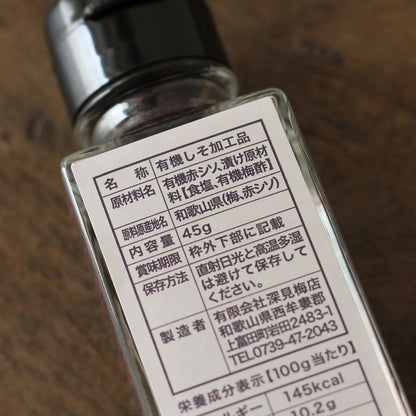 名 称 有機しそ加工品
原材料名 有機赤シソ、漬け原材
料【食塩、有機梅酢】
原料原産地名 和歌山県(梅、赤シソ)
内容量 45g
賞味期限 枠外下部に記載
保存方法 直射日光と高温多湿
は避けて保存して
ください。
製造者 有限会社深見梅店
和歌山県西牟婁郡
上富田町岩田2483-1
TEL0739-47-2043
栄養成分表示【100g当たり】
145kcal
10.2g